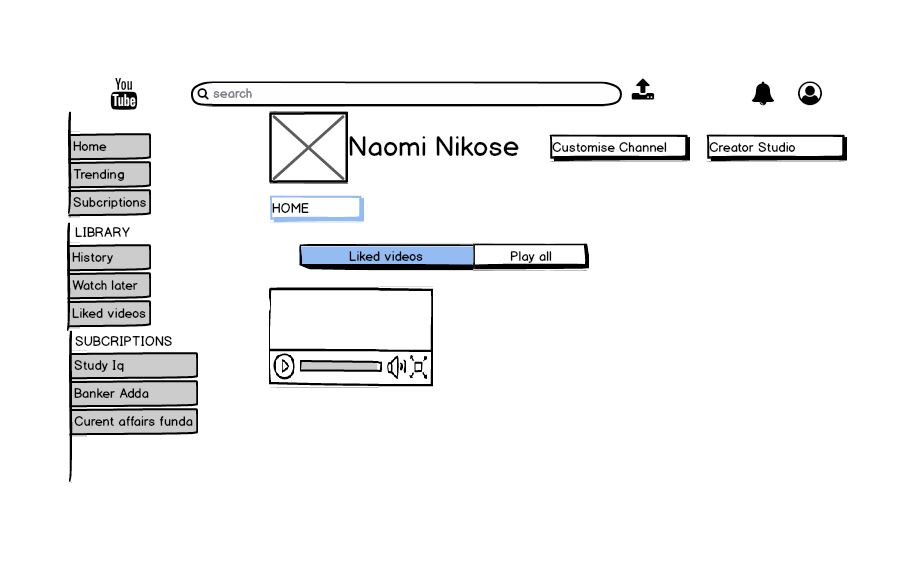 You
Tube
search
Naomi Nikose
Customise Channel
Creator Studio
Home
Trending
Subcriptions
HOME
LIBRARY
History
Watch later
Liked videos
Liked videos
Play all
SUBCRIPTIONS
Study Iq
Banker Adda
Curent affairs funda